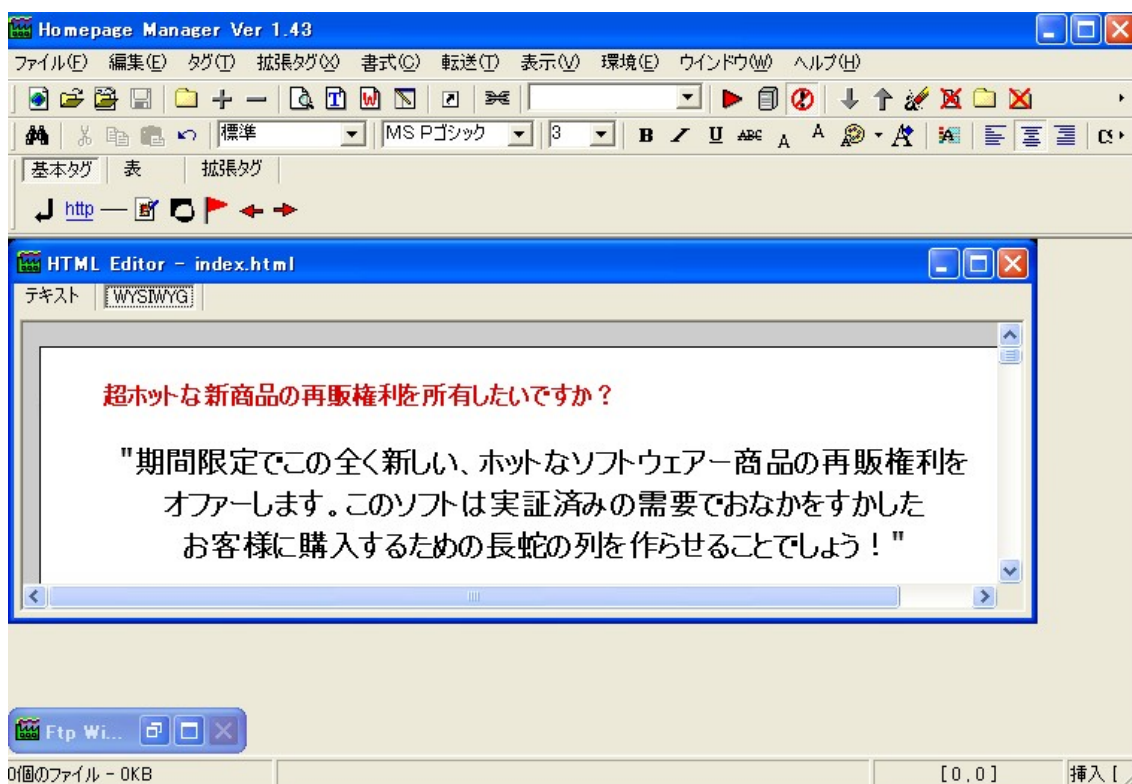 Homepage Manager Ver 1.43
ファイル(F) 編集(E) タグ(T) 拡張タグ(X) 書式(C) 転送(T) 表示(V) 環境(E) ウインドウ(W) ヘルプ(H)
標準 MS Pゴシック 3 B I U ABC A A
基本タグ 表 拡張タグ
http
HTML Editor - index.html
テキスト WYSIWYG
超ホットな新商品の再販権利を所有したいですか？
"期間限定でこの全く新しい、ホットなソフトウェアー商品の再販権利を
オファーします。このソフトは実証済みの需要でおなかをすかした
お客様に購入するための長蛇の列を作らせることでしょう！"
Ftp Wi...
0個のファイル - 0KB [0,0] 挿入 [